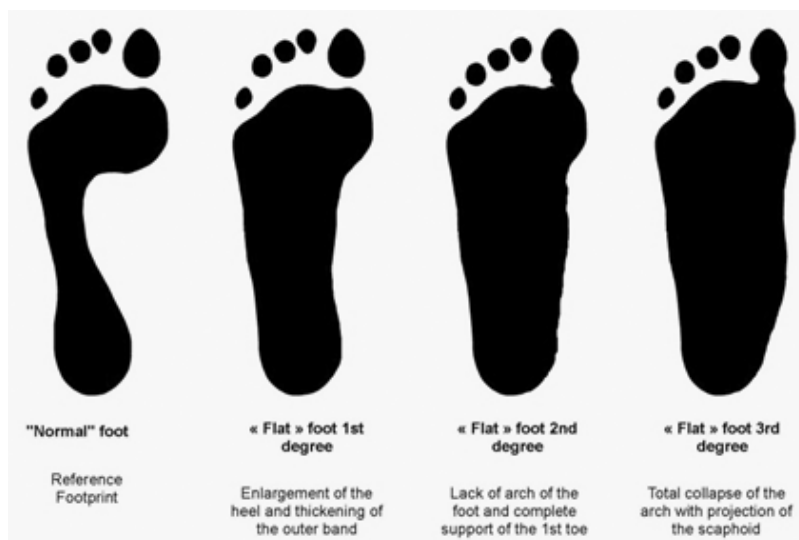 "Normal" foot
Reference
Footprint
« Flat » foot 1st
degree
Enlargement of the
heel and thickening of
the outer band
« Flat » foot 2nd
degree
Lack of arch of the
foot and complete
support of the 1st toe
« Flat » foot 3rd
degree
Total collapse of the
arch with projection of
the scaphoid